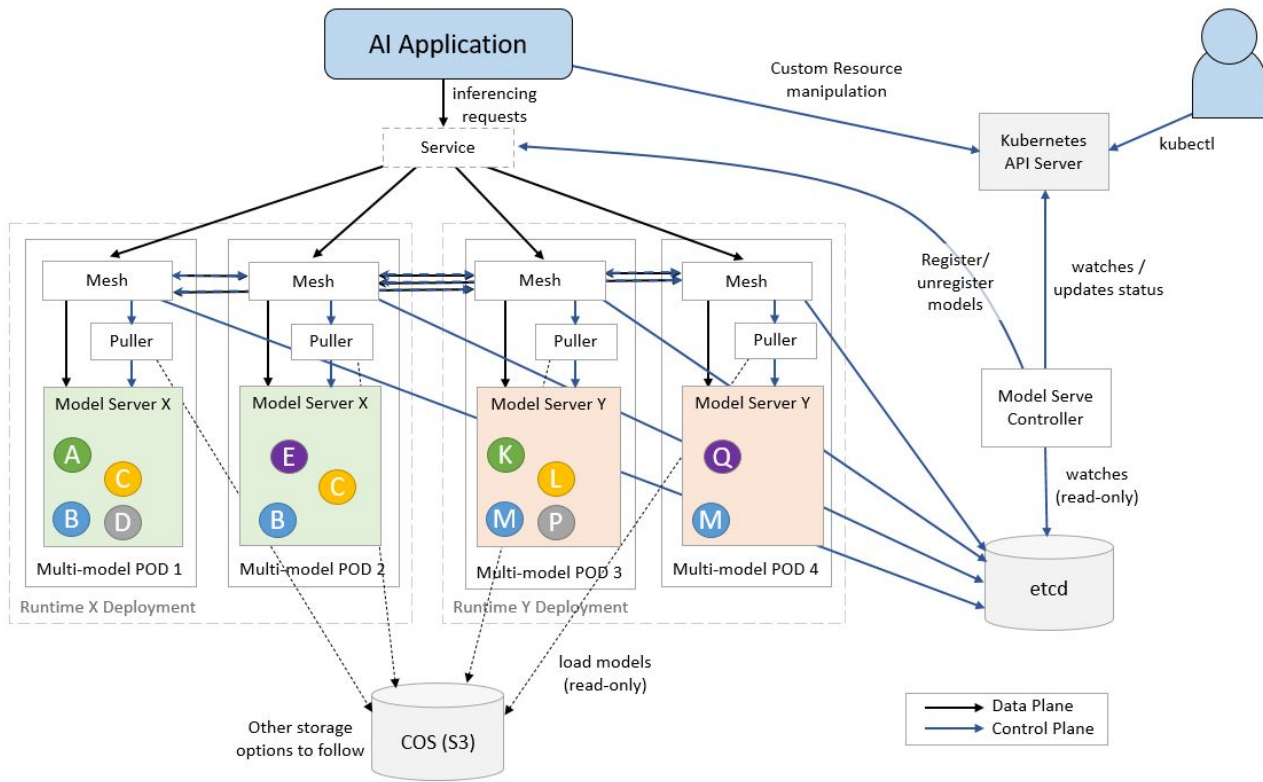 AI Application
inferencing
requests
Custom Resource
manipulation
Service
Kubernetes
API Server
kubectl
Register/
unregister
models
watches /
updates status
Mesh
Mesh
Mesh
Mesh
Puller
Puller
Puller
Puller
Model Server X
Model Server X
Model Server Y
Model Server Y
Model Serve
Controller
A
C
B
D
E
C
B
K
L
M
P
Q
M
watches
(read-only)
Multi-model POD 1
Multi-model POD 2
Multi-model POD 3
Multi-model POD 4
Runtime X Deployment
Runtime Y Deployment
etcd
load models
(read-only)
Other storage
options to follow
COS (S3)
Data Plane
Control Plane